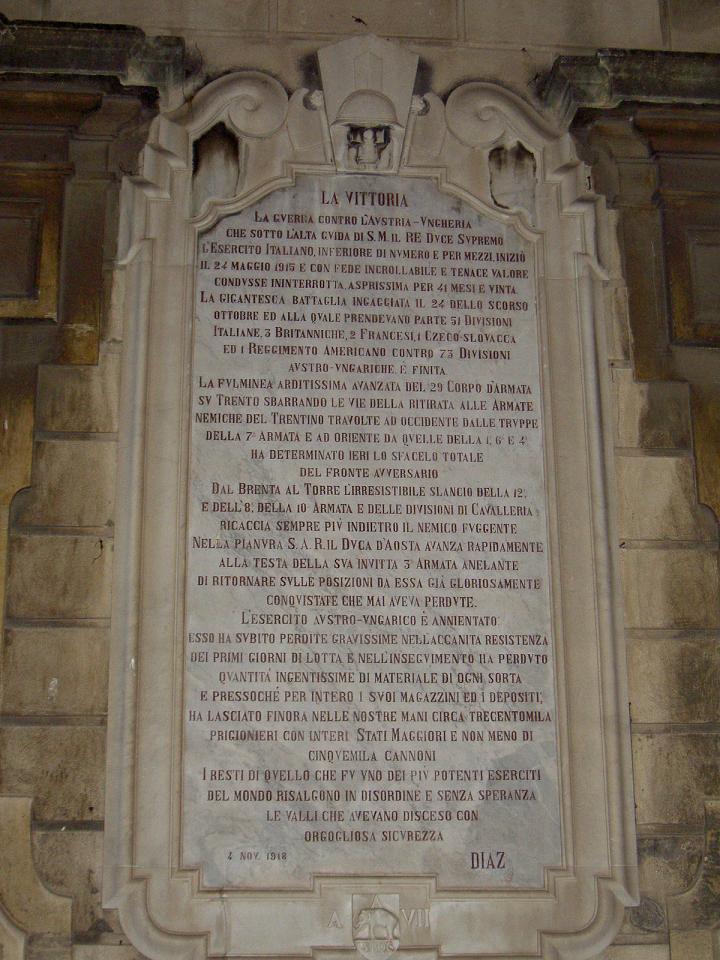 LA VITTORIA
LA GVERRA CONTRO L'AVSTRIA-VNGHERIA
CHE SOTTO L'ALTA GVIDA DI S.M. IL RE DVCE SVPREMO
L'ESERCITO ITALIANO, INFERIORE DI NVMERO E PER MEZZI, INIZIÒ
IL 24 MAGGIO 1915 E CON FEDE INCROLLABILE E TENACE VALORE
CONDVSSE ININTERROTTA, ASPRISSIMA PER 41 MESI È VINTA.
LA GIGANTESCA BATTAGLIA INGAGGIATA IL 24 DELLO SCORSO
OTTOBRE ED ALLA QVALE PRENDEVANO PARTE 51 DIVISIONI
ITALIANE, 3 BRITANNICHE, 2 FRANCESI, 1 CZECO-SLOVACCA
ED 1 REGGIMENTO AMERICANO CONTRO 73 DIVISIONI
AVSTRO-VNGARICHE, È FINITA.
LA FVLMINEA ARDITISSIMA AVANZATA DEL 29 CORPO D'ARMATA
SV TRENTO SBARRANDO LE VIE DELLA RITIRATA ALLE ARMATE
NEMICHE DEL TRENTINO TRAVOLTE AD OCCIDENTE DALLE TRVPPE
DELLA 7ª ARMATA E AD ORIENTE DA QVELLE DELLA 1, 6ª E 4ª
HA DETERMINATO IERI LO SFACELO TOTALE
DEL FRONTE AVVERSARIO
DAL BRENTA AL TORRE L'IRRESISTIBILE SLANCIO DELLA 12ª,
E DELL'8ª, DELLA 10ª ARMATA E DELLE DIVISIONI DI CAVALLERIA
RICACCIA SEMPRE PIV INDIETRO IL NEMICO FVGGENTE
NELLA PIANVRA S.A.R. IL DVCA D'AOSTA AVANZA RAPIDAMENTE
ALLA TESTA DELLA SVA INVITTA 3ª ARMATA ANELANTE
DI RITORNARE SVLLE POSIZIONI DA ESSA GIÀ GLORIOSAMENTE
CONQVISTATE CHE MAI AVEVA PERDVTE.
L'ESERCITO AVSTRO-VNGARICO È ANNIENTATO:
ESSO HA SVBITO PERDITE GRAVISSIME NELL'ACCANITA RESISTENZA
DEI PRIMI GIORNI DI LOTTA E NELL'INSEGVIMENTO HA PERDVTO
QVANTITÀ INGENTISSIME DI MATERIALE DI OGNI SORTA
E PRESSOCHÉ PER INTERO I SVOI MAGAZZINI ED I DEPOSITI;
HA LASCIATO FINORA NELLE NOSTRE MANI CIRCA TRECENTOMILA
PRIGIONIERI CON INTERI STATI MAGGIORI E NON MENO DI
CINQVEMILA CANNONI
I RESTI DI QVELLO CHE FV VNO DEI PIV POTENTI ESERCITI
DEL MONDO RISALGONO IN DISORDINE E SENZA SPERANZA
LE VALLI CHE AVEVANO DISCESO CON
ORGOGLIOSA SICVREZZA
4 NOV. 1918
DIAZ
A VII